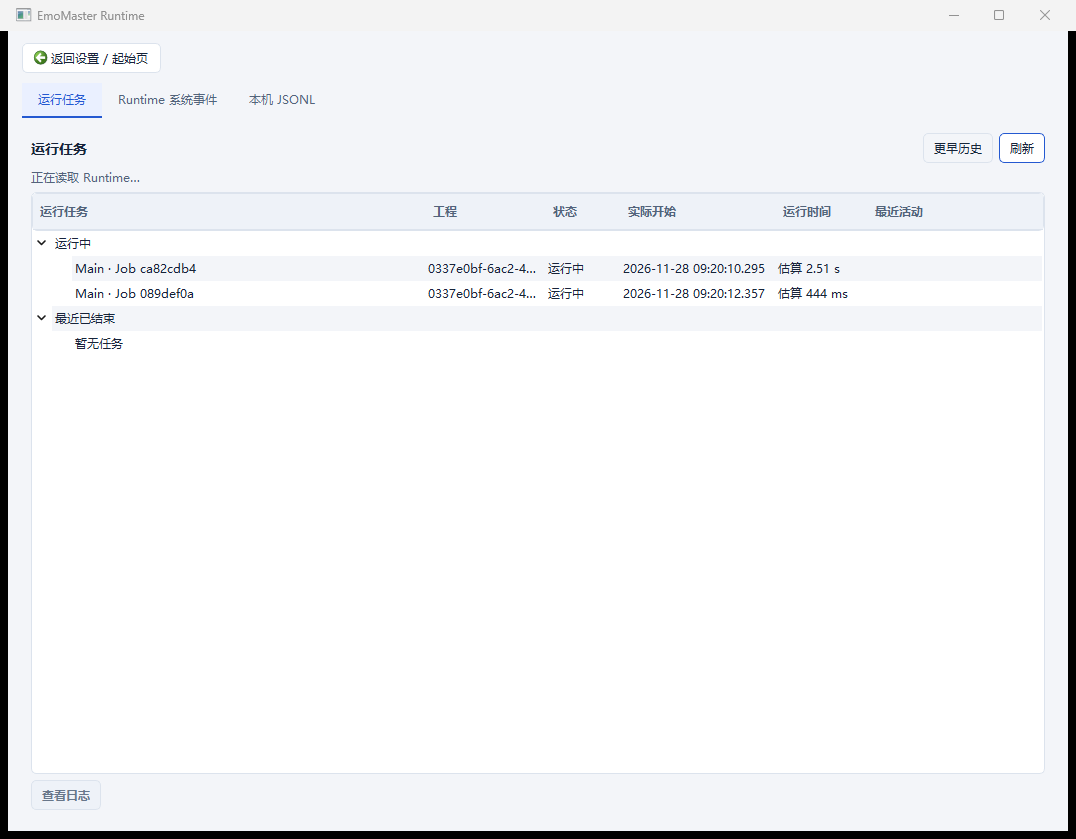 EmoMaster Runtime
返回设置 / 起始页
运行任务 Runtime 系统事件 本机 JSONL
运行任务 更早历史 刷新
正在读取 Runtime...
运行任务 工程 状态 实际开始 运行时间 最近活动
运行中
Main · Job ca82cdb4 0337e0bf-6ac2-4... 运行中 2026-11-28 09:20:10.295 估算 2.51 s
Main · Job 089def0a 0337e0bf-6ac2-4... 运行中 2026-11-28 09:20:12.357 估算 444 ms
最近已结束
暂无任务
查看日志